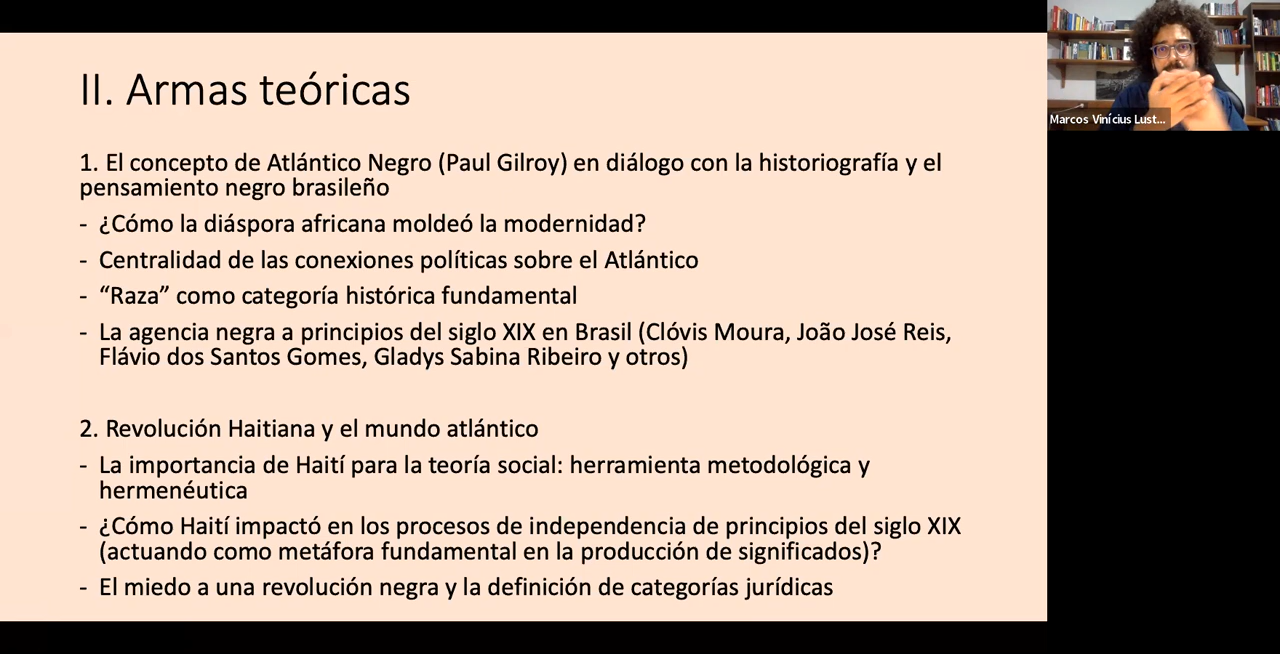 II. Armas teóricas
1. El concepto de Atlántico Negro (Paul Gilroy) en diálogo con la historiografía y el
pensamiento negro brasileño
- ¿Cómo la diáspora africana moldeó la modernidad?
- Centralidad de las conexiones políticas sobre el Atlántico
- “Raza” como categoría histórica fundamental
- La agencia negra a principios del siglo XIX en Brasil (Clóvis Moura, João José Reis,
Flávio dos Santos Gomes, Gladys Sabina Ribeiro y otros)
2. Revolución Haitiana y el mundo atlántico
- La importancia de Haití para la teoría social: herramienta metodológica y
hermenéutica
- ¿Cómo Haití impactó en los procesos de independencia de principios del siglo XIX
(actuando como metáfora fundamental en la producción de significados)?
- El miedo a una revolución negra y la definición de categorías jurídicas
Marcos Vinícius Lust...